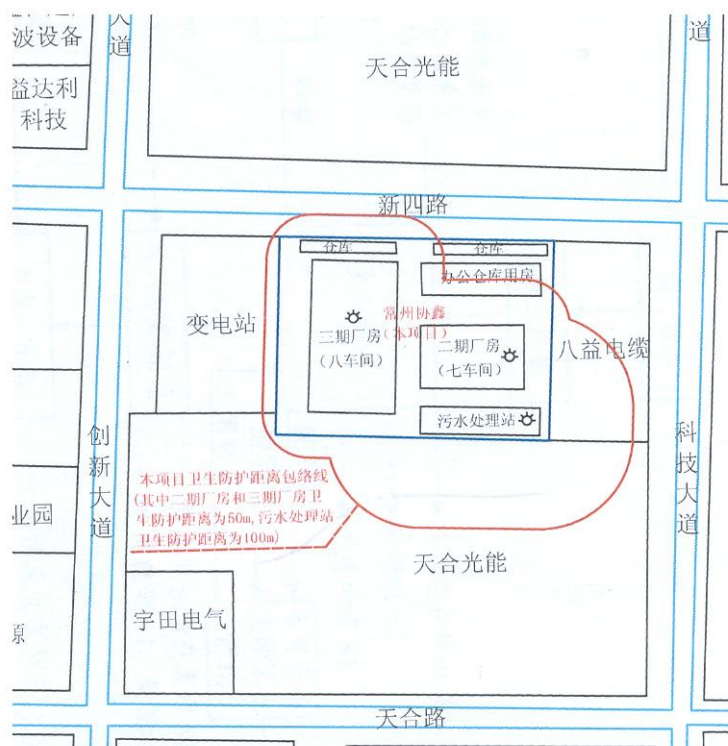 大道
道
波设备
益达利
科技
天合光能
新四路
仓库
仓库
办公仓库用房
变电站
常州协鑫
(本项目)
三期厂房
(八车间)
二期厂房
(七车间)
八益电缆
污水处理站
创新大道
科技大道
本项目卫生防护距离包络线
(其中二期厂房和三期厂房卫
生防护距离为50m,污水处理站
卫生防护距离为100m)
业园
天合光能
宇田电气
源
天合路